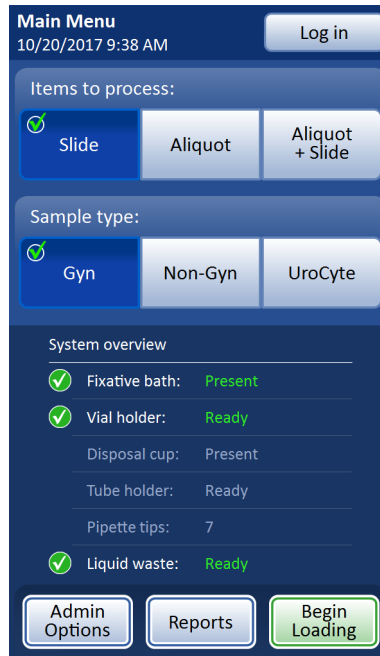 Main Menu
10/20/2017 9:38 AM
Log in
Items to process:
Slide
Aliquot
Aliquot
+ Slide
Sample type:
Gyn
Non-Gyn
UroCyte
System overview
Fixative bath: Present
Vial holder: Ready
Disposal cup: Present
Tube holder: Ready
Pipette tips: 7
Liquid waste: Ready
Admin
Options
Reports
Begin
Loading